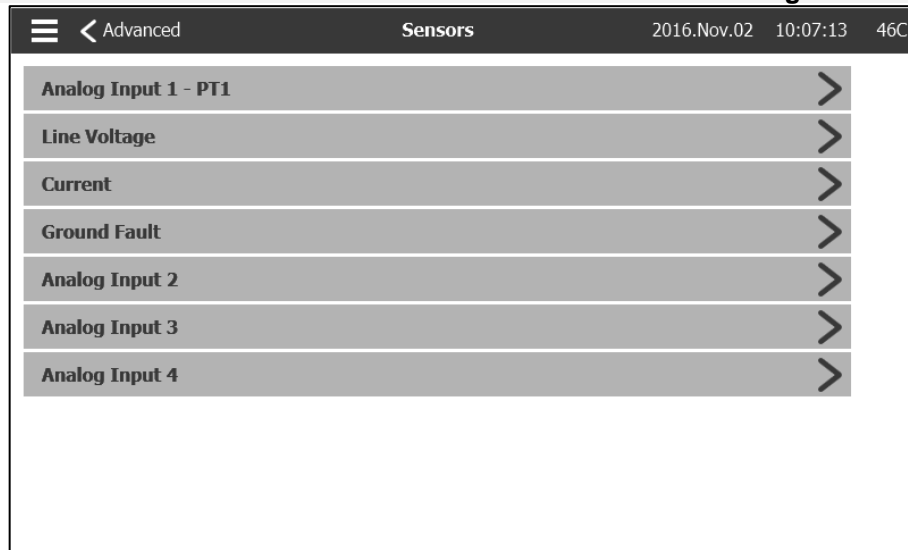 Advanced Sensors 2016.Nov.02 10:07:13 46C
Analog Input 1 - PT1
Line Voltage
Current
Ground Fault
Analog Input 2
Analog Input 3
Analog Input 4